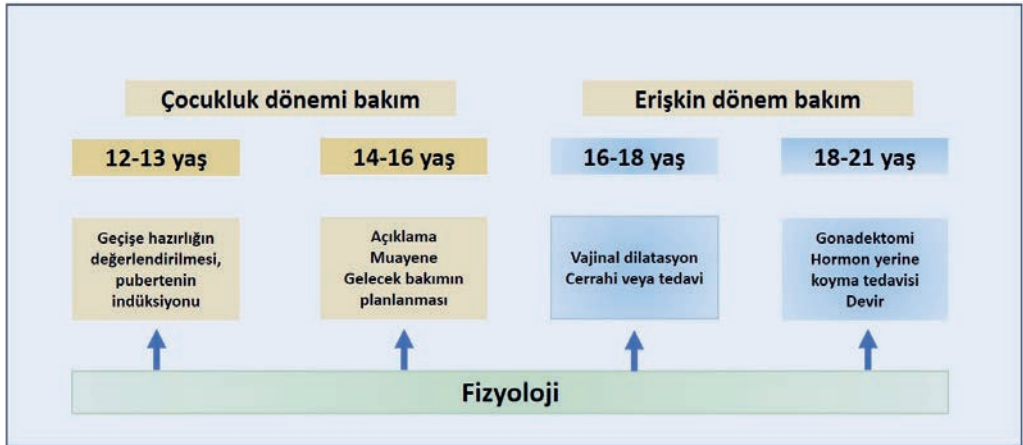 Çocukluk dönemi bakım
Erişkin dönem bakım
12-13 yaş
14-16 yaş
16-18 yaş
18-21 yaş
Geçişe hazırlığın
değerlendirilmesi,
pubertenin
indüksiyonu
Açıklama
Muayene
Gelecek bakımın
planlanması
Vajinal dilatasyon
Cerrahi veya tedavi
Gonadektomi
Hormon yerine
koyma tedavisi
Devir
Fizyoloji